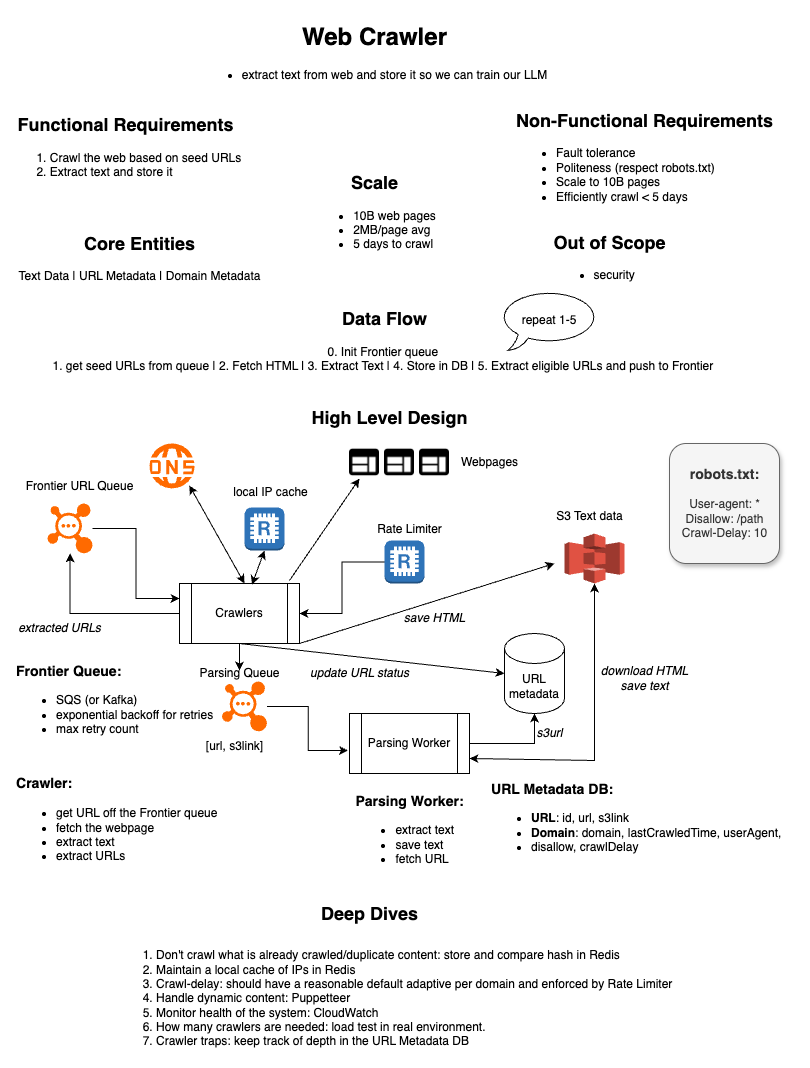 Web Crawler
• extract text from web and store it so we can train our LLM
Functional Requirements
1. Crawl the web based on seed URLs
2. Extract text and store it
Non-Functional Requirements
• Fault tolerance
• Politeness (respect robots.txt)
• Scale to 10B pages
• Efficiently crawl < 5 days
Scale
• 10B web pages
• 2MB/page avg
• 5 days to crawl
Core Entities
Text Data | URL Metadata | Domain Metadata
Out of Scope
• security
Data Flow
repeat 1-5
0. Init Frontier queue
1. get seed URLs from queue | 2. Fetch HTML | 3. Extract Text | 4. Store in DB | 5. Extract eligible URLs and push to Frontier
High Level Design
DNS
Frontier URL Queue
local IP cache
R
Webpages
Rate Limiter
R
S3 Text data
robots.txt:
User-agent: *
Disallow: /path
Crawl-Delay: 10
Crawlers
extracted URLs
save HTML
Parsing Queue
update URL status
URL
metadata
download HTML
save text
[url, s3link]
Parsing Worker
s3url
Frontier Queue:
• SQS (or Kafka)
• exponential backoff for retries
• max retry count
Crawler:
• get URL off the Frontier queue
• fetch the webpage
• extract text
• extract URLs
Parsing Worker:
• extract text
• save text
• fetch URL
URL Metadata DB:
• URL: id, url, s3link
• Domain: domain, lastCrawledTime, userAgent,
• disallow, crawlDelay
Deep Dives
1. Don't crawl what is already crawled/duplicate content: store and compare hash in Redis
2. Maintain a local cache of IPs in Redis
3. Crawl-delay: should have a reasonable default adaptive per domain and enforced by Rate Limiter
4. Handle dynamic content: Puppetteer
5. Monitor health of the system: CloudWatch
6. How many crawlers are needed: load test in real environment.
7. Crawler traps: keep track of depth in the URL Metadata DB